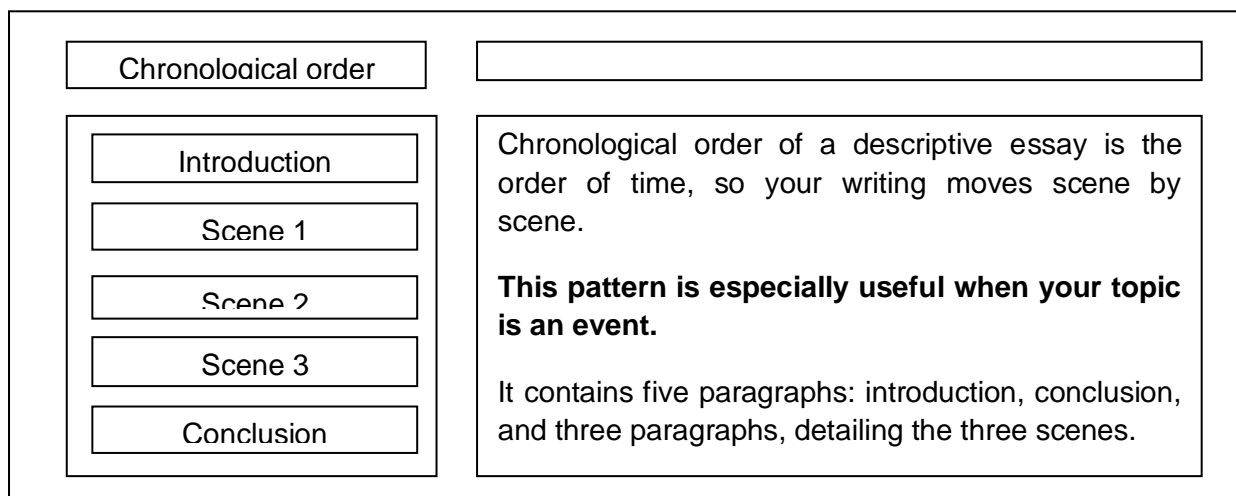 Chronological order
Introduction
Scene 1
Scene 2
Scene 3
Conclusion
Chronological order of a descriptive essay is the
order of time, so your writing moves scene by
scene.
This pattern is especially useful when your topic
is an event.
It contains five paragraphs: introduction, conclusion,
and three paragraphs, detailing the three scenes.